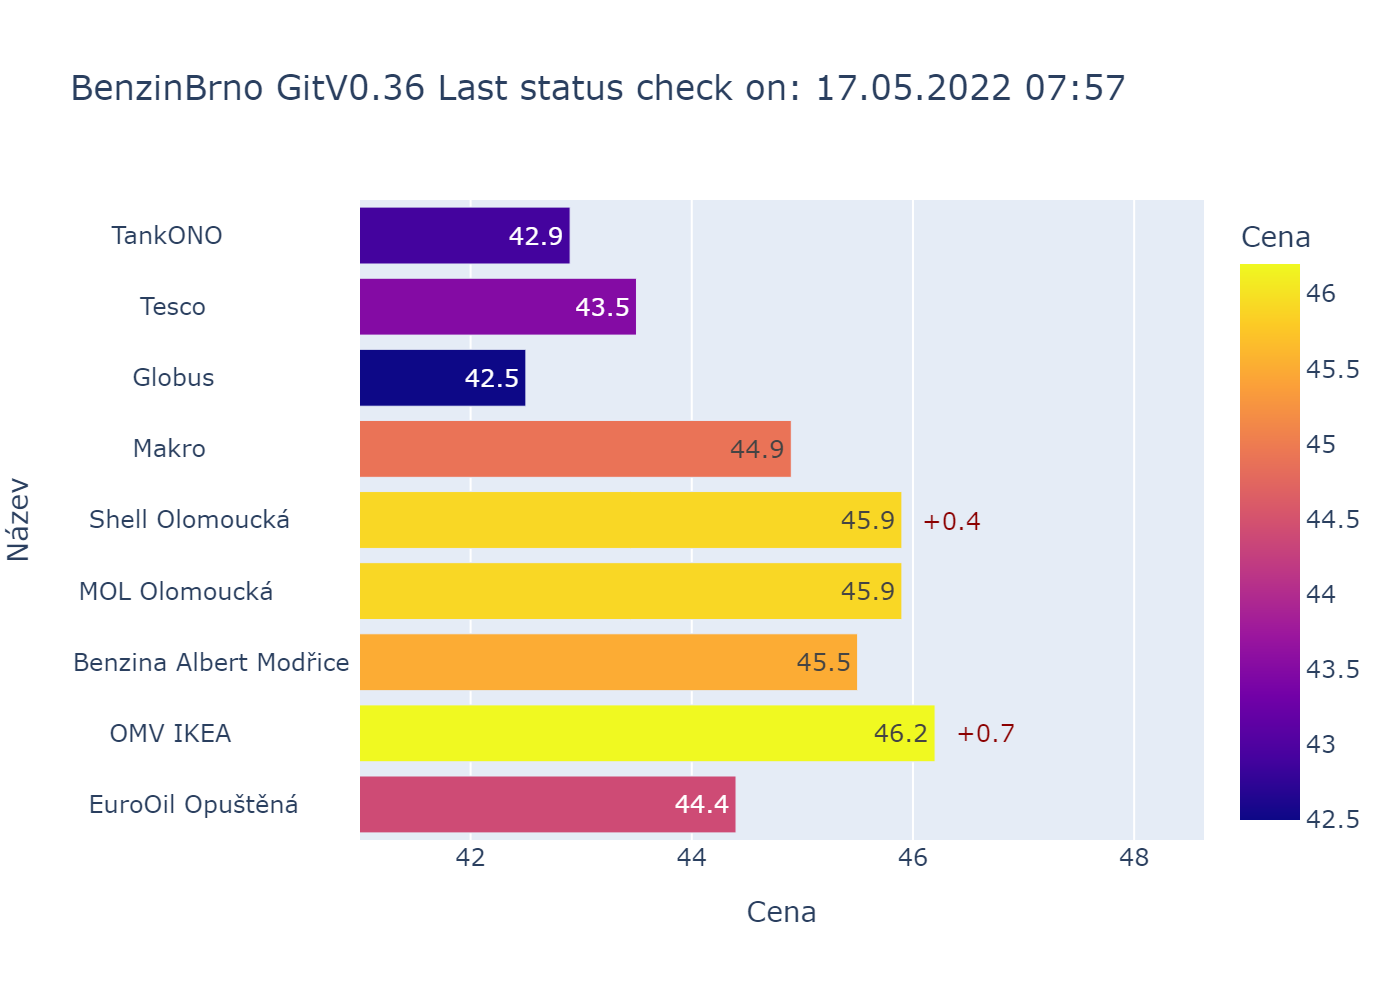 BenzinBrno GitV0.36 Last status check on: 17.05.2022 07:57
Název
TankONO 42.9
Tesco 43.5
Globus 42.5
Makro 44.9
Shell Olomoucká 45.9 +0.4
MOL Olomoucká 45.9
Benzina Albert Modřice 45.5
OMV IKEA 46.2 +0.7
EuroOil Opuštěná 44.4
42 44 46 48
Cena
Cena
46
45.5
45
44.5
44
43.5
43
42.5